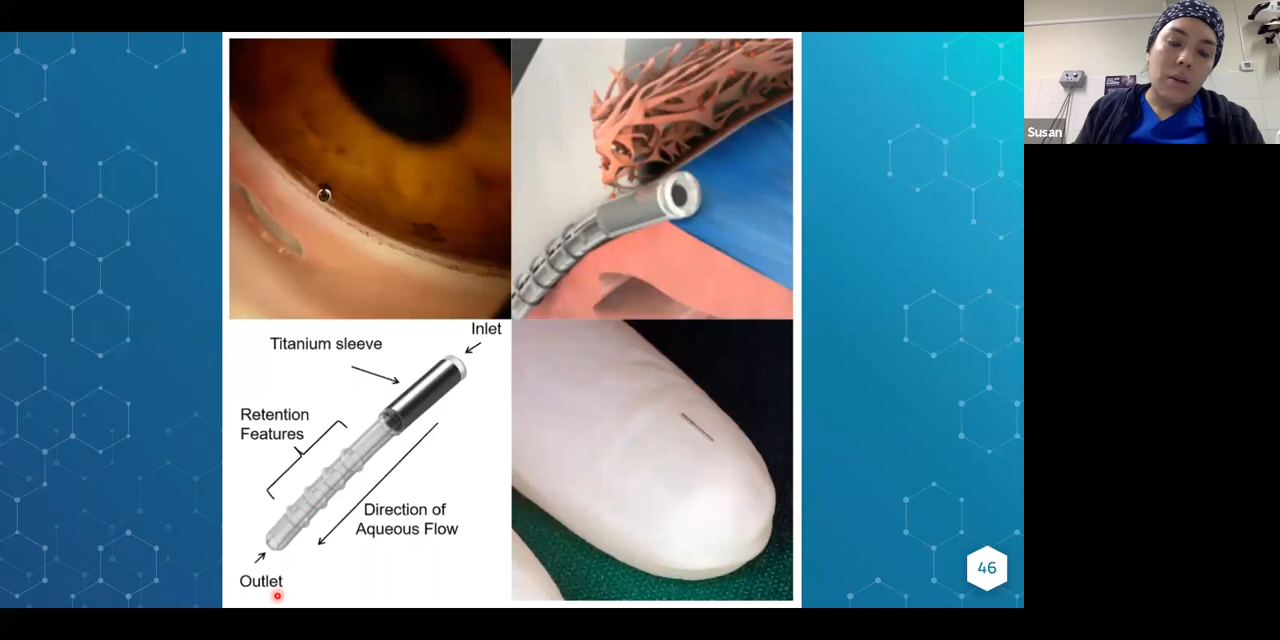 Susan
Inlet
Titanium sleeve
Retention
Features
Direction of
Aqueous Flow
Outlet
46